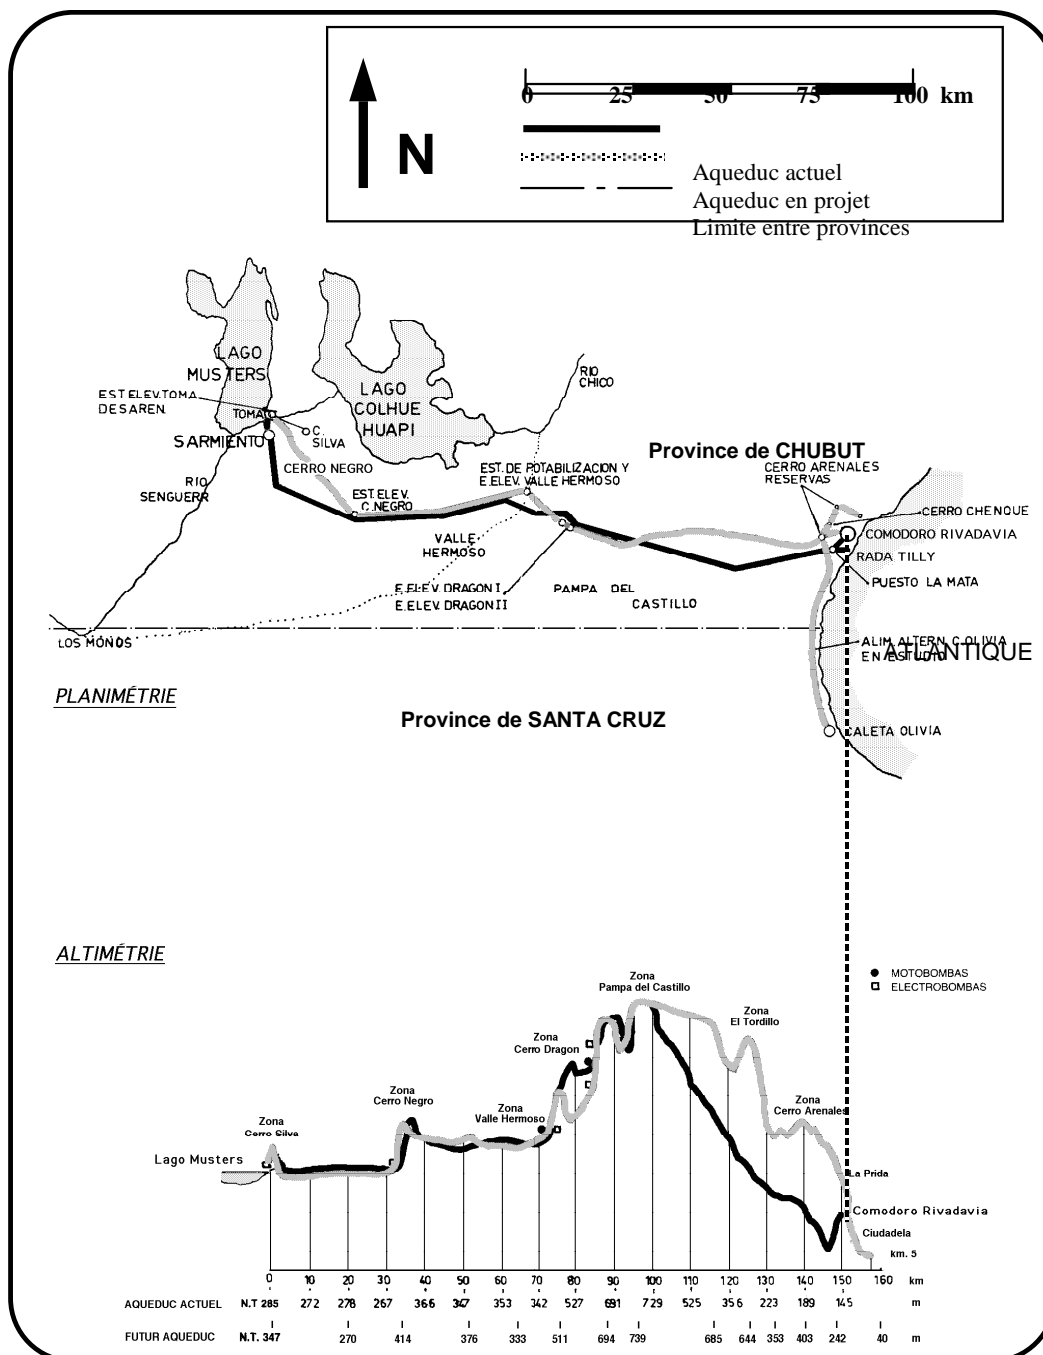 N
0 25 50 75 100 km
Aqueduc actuel
Aqueduc en projet
Limite entre provinces
LAGO
MUSTERS
LAGO
COLHUE
HUAPI
RIO
CHICO
EST.ELEV.TOMA
DE SAREN.
TOMA
C.
SILVA
SARMIENTO
CERRO NEGRO
RIO
SENGUERR
EST.ELEV.
C.NEGRO
EST.DE POTABILIZACION Y
E.ELEV. VALLE HERMOSO
Province de CHUBUT
CERRO ARENALES
RESERVAS
CERRO CHENQUE
COMODORO RIVADAVIA
RADA TILLY
PUESTO LA MATA
VALLE
HERMOSO
E.ELEV. DRAGON I
E.ELEV. DRAGON II
PAMPA DEL
CASTILLO
LOS MONOS
ALIM.ALTERN.C.OLIVIA
EN ESTUDIO
ATLANTIQUE
PLANIMÉTRIE
Province de SANTA CRUZ
CALETA OLIVIA
ALTIMÉTRIE
MOTOBOMBAS
ELECTROBOMBAS
Zona
Pampa del Castillo
Zona
El Tordillo
Zona
Cerro Dragon
Zona
Cerro Negro
Zona
Valle Hermoso
Zona
Cerro Arenales
Zona
Cerro Silva
Lago Musters
La Prida
Comodoro Rivadavia
Ciudadela
km. 5
0 10 20 30 40 50 60 70 80 90 100 110 120 130 140 150 160 km
AQUEDUC ACTUEL N.T 285 272 278 267 366 347 353 342 527 691 729 525 356 223 189 145 m
FUTUR AQUEDUC N.T. 347 270 414 376 333 511 694 739 685 644 353 403 242 40 m